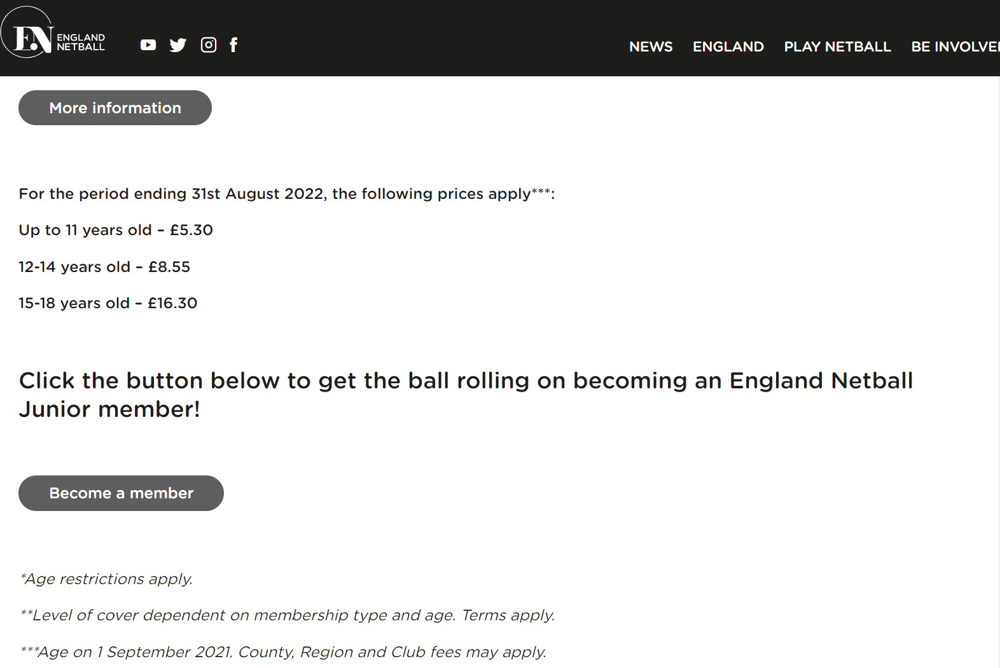 EN ENGLAND
NETBALL
NEWS ENGLAND PLAY NETBALL BE INVOLVE
More information
For the period ending 31st August 2022, the following prices apply***:
Up to 11 years old – £5.30
12-14 years old – £8.55
15-18 years old – £16.30
Click the button below to get the ball rolling on becoming an England Netball
Junior member!
Become a member
*Age restrictions apply.
**Level of cover dependent on membership type and age. Terms apply.
***Age on 1 September 2021. County, Region and Club fees may apply.